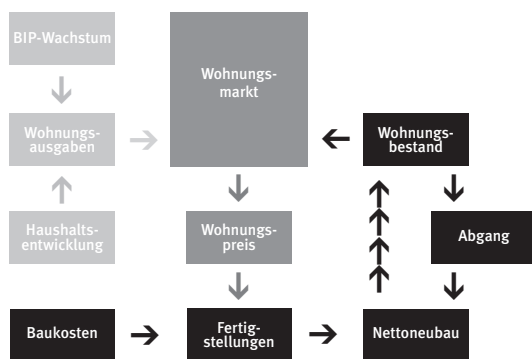 BIP-Wachstum
Wohnungs-
markt
Wohnungs-
ausgaben
Wohnungs-
bestand
Haushalts-
entwicklung
Wohnungs-
preis
Abgang
Baukosten
Fertig-
stellungen
Nettoneubau